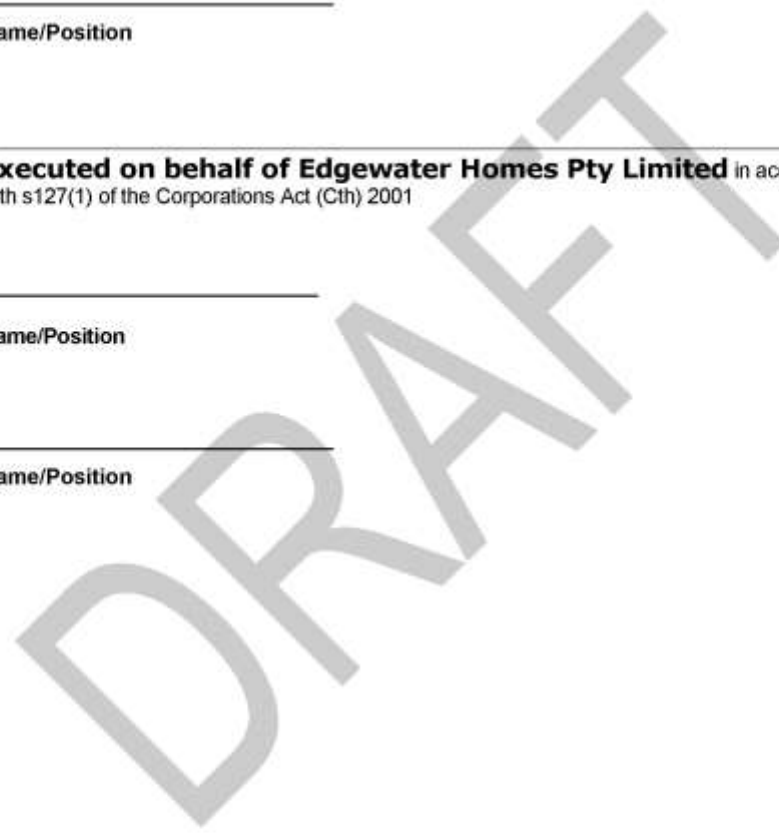 ame/Position
xecuted on behalf of Edgewater Homes Pty Limited in acc
th s127(1) of the Corporations Act (Cth) 2001
ame/Position
ame/Position
DRAFT